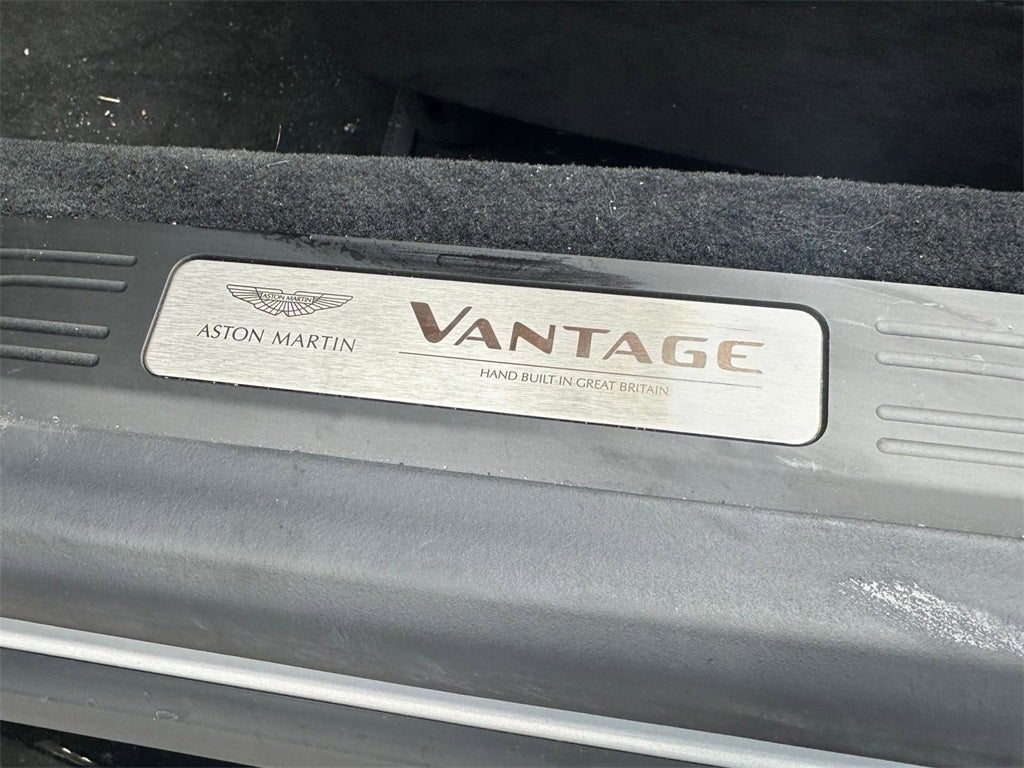 ASTON MARTIN
ASTON MARTIN
VANTAGE
HAND BUILT IN GREAT BRITAIN